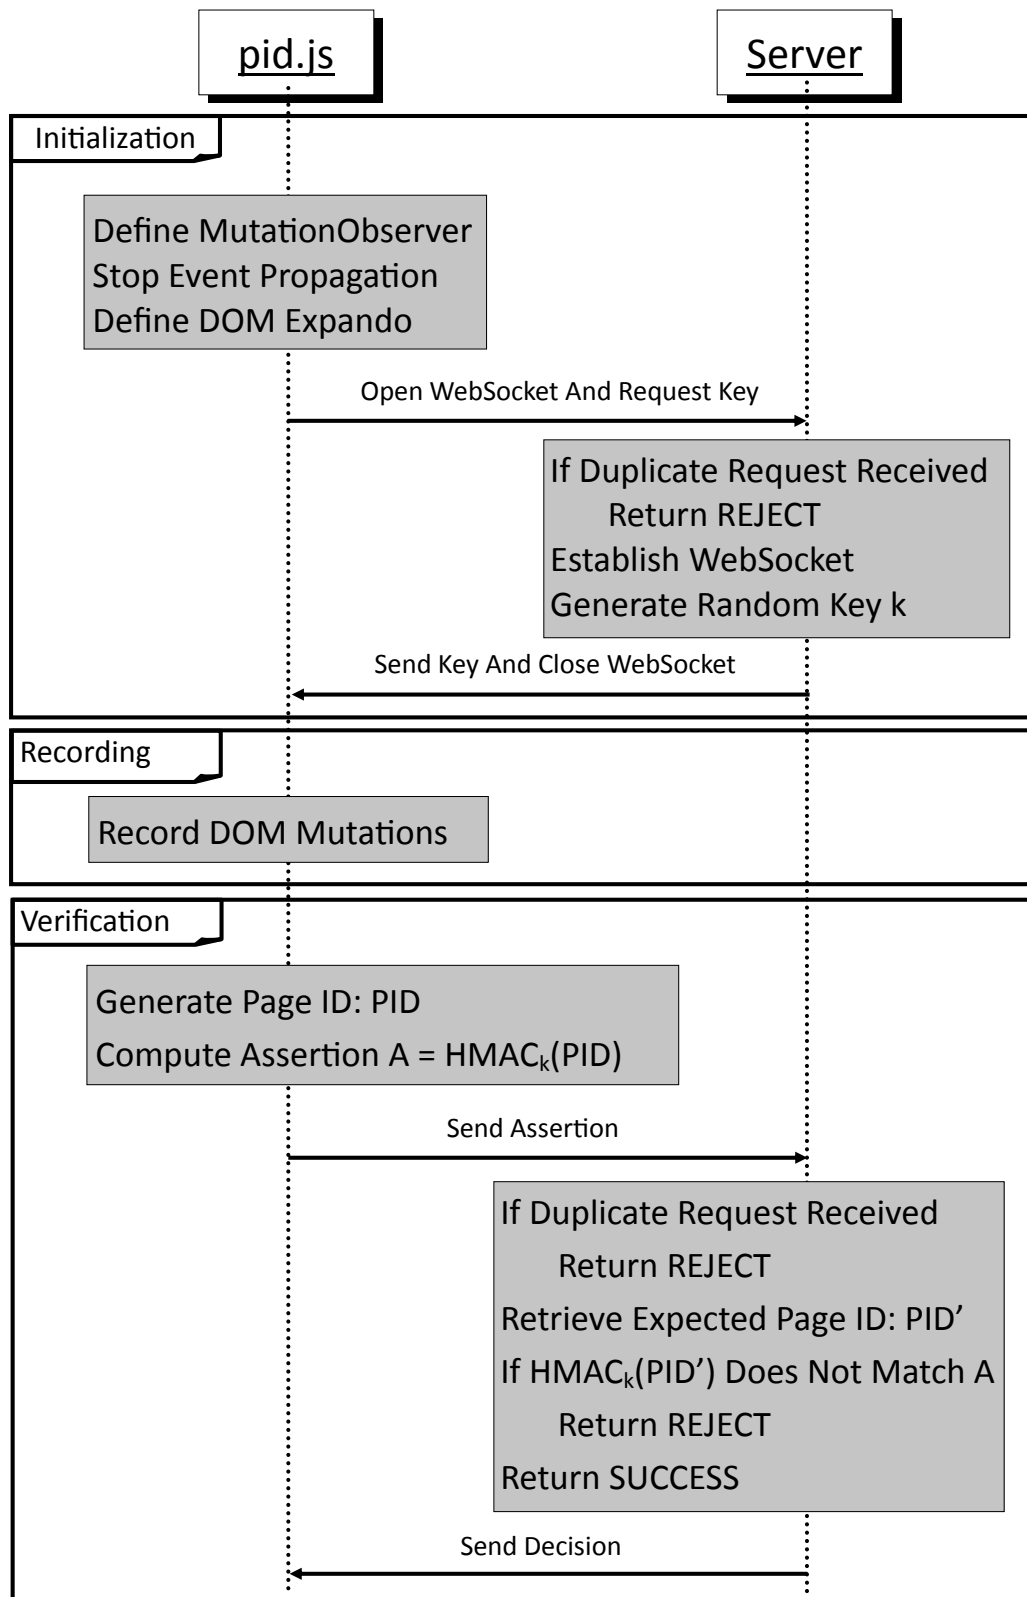 pid.js
Server
Initialization
Define MutationObserver
Stop Event Propagation
Define DOM Expando
Open WebSocket And Request Key
If Duplicate Request Received
Return REJECT
Establish WebSocket
Generate Random Key k
Send Key And Close WebSocket
Recording
Record DOM Mutations
Verification
Generate Page ID: PID
Compute Assertion A = HMACₖ(PID)
Send Assertion
If Duplicate Request Received
Return REJECT
Retrieve Expected Page ID: PID’
If HMACₖ(PID’) Does Not Match A
Return REJECT
Return SUCCESS
Send Decision